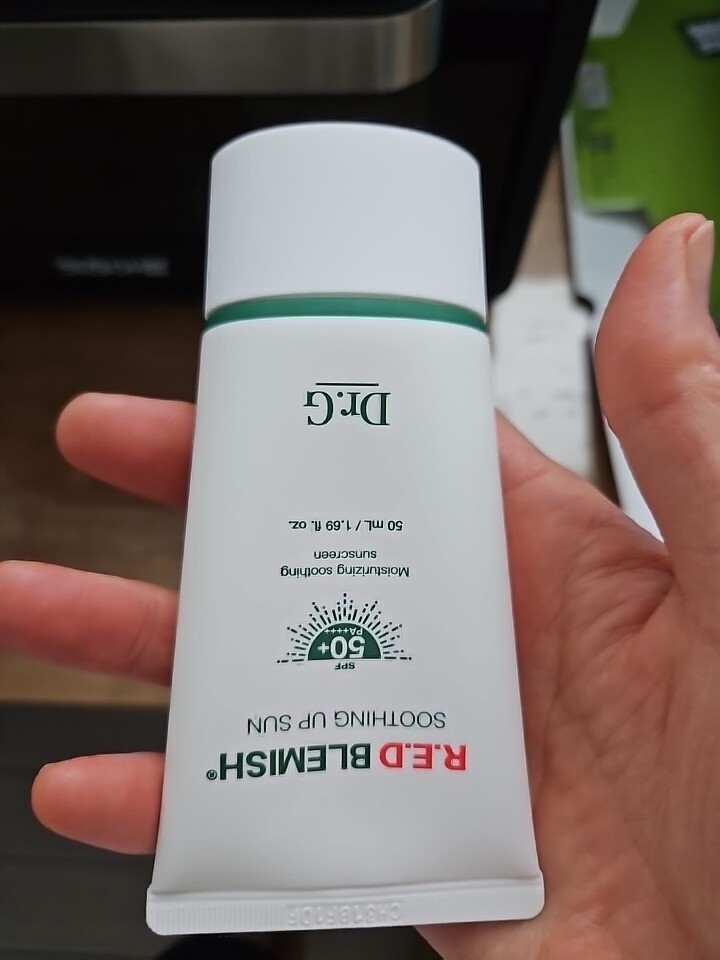 R.E.D BLEMISH®
SOOTHING UP SUN
SPF
50+
PA++++
Moisturizing soothing
sunscreen
50 mL / 1.69 fl. oz.
Dr.G